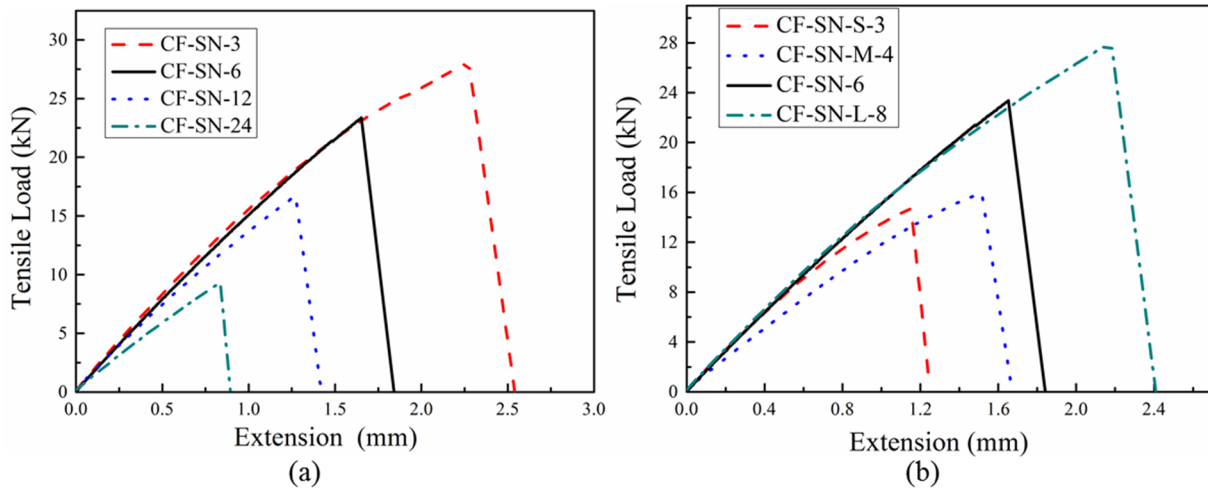 30
25
20
15
10
5
0
Tensile Load (kN)
CF-SN-3
CF-SN-6
CF-SN-12
CF-SN-24
0.0 0.5 1.0 1.5 2.0 2.5 3.0
Extension (mm)
(a)
28
24
20
16
12
8
4
0
Tensile Load (kN)
CF-SN-S-3
CF-SN-M-4
CF-SN-6
CF-SN-L-8
0.0 0.4 0.8 1.2 1.6 2.0 2.4
Extension (mm)
(b)